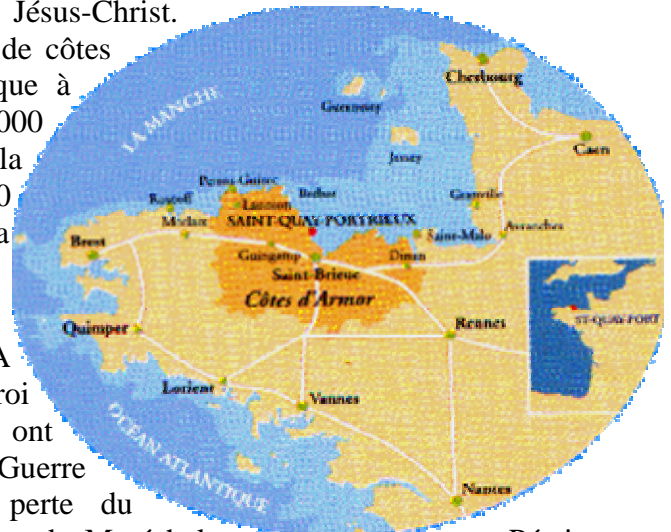 Jésus-Christ.
de côtes
que à
000
la
0
a
A
roi
ont
Guerre
perte du
LA MANCHE
Cherbourg
Guernesey
Jersey
Caen
Perros-Guirec
Roscoff
Lannion
Bréhat
Granville
Morlaix
SAINT-QUAY-PORTRIEUX
Saint-Malo
Avranches
Brest
Guingamp
Dinan
Saint-Brieuc
Côtes d'Armor
ST-QUAY-PORT
Quimper
Rennes
Lorient
Vannes
OCÉAN ATLANTIQUE
Nantes